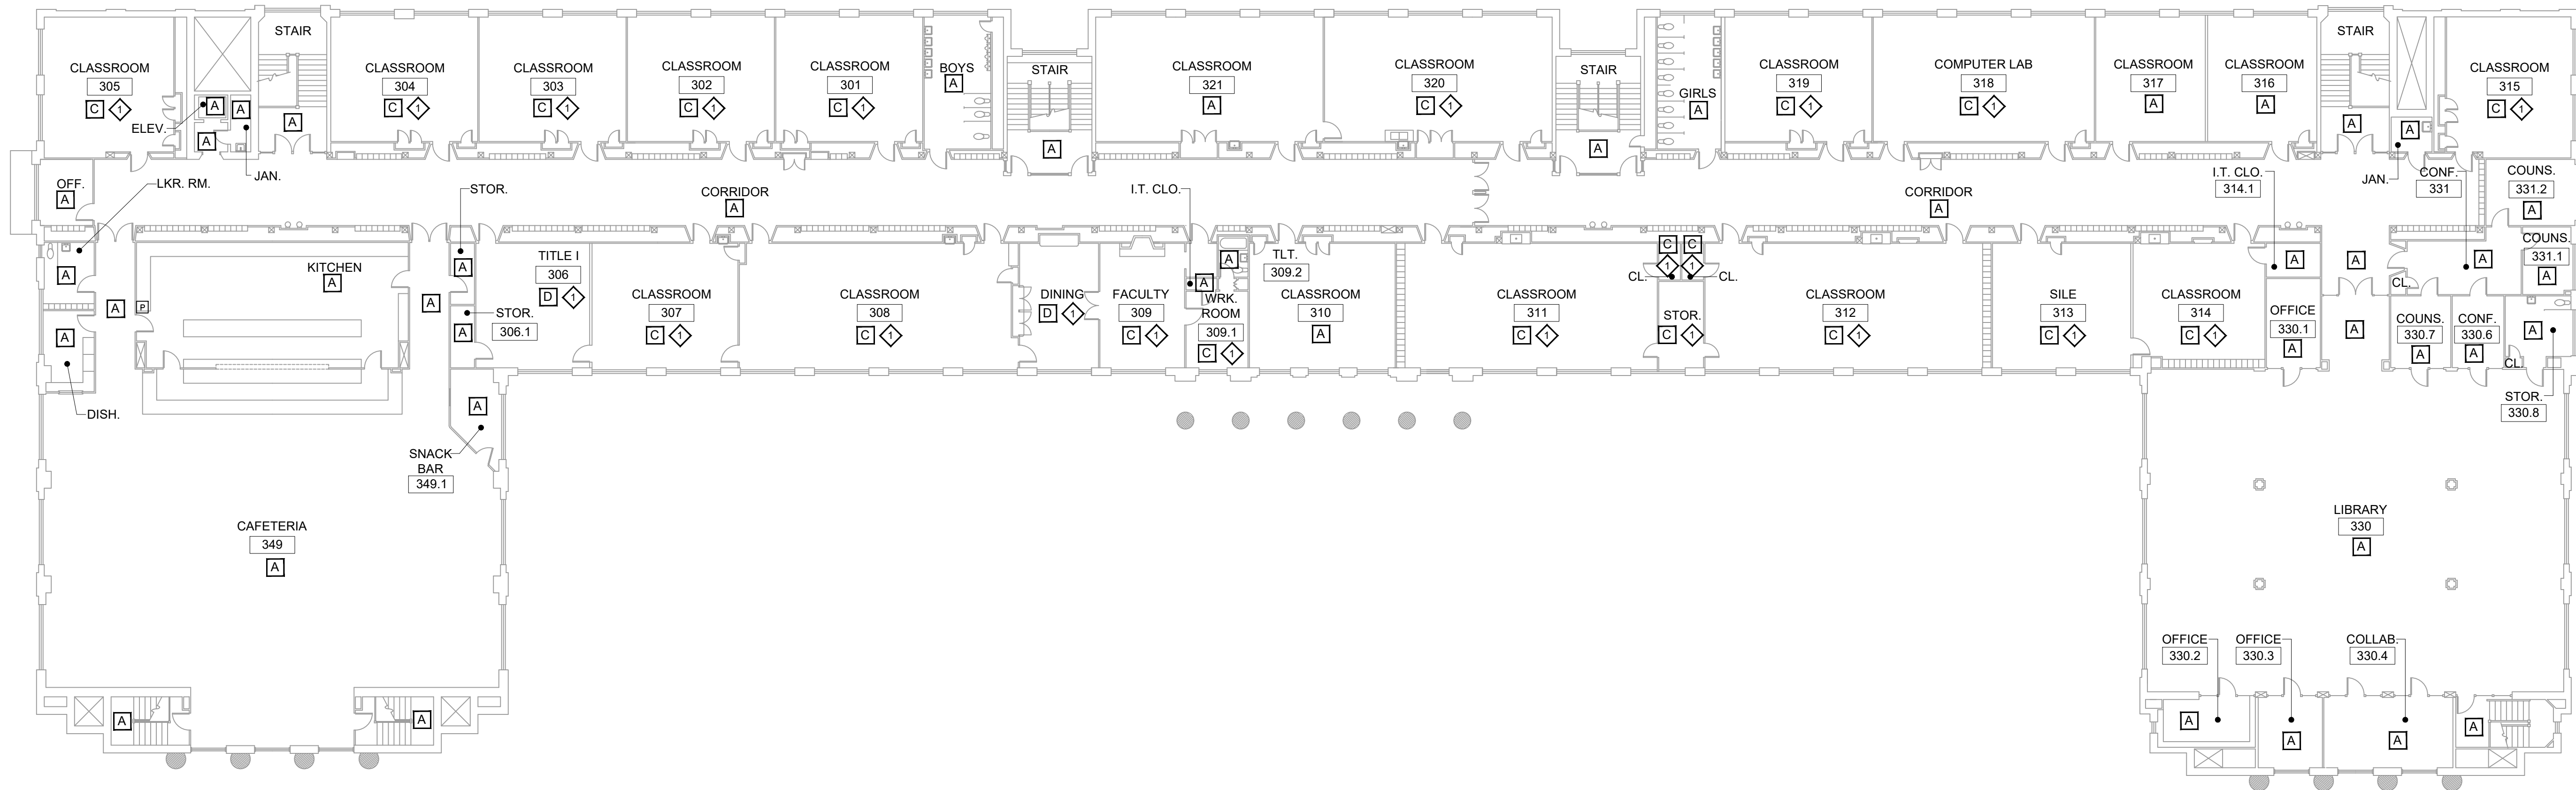 STAIR
CLASSROOM
305
C 1
ELEV.
A
A
A
JAN.
A
CLASSROOM
304
C 1
CLASSROOM
303
C 1
CLASSROOM
302
C 1
CLASSROOM
301
C 1
BOYS
A
STAIR
A
CLASSROOM
321
A
CLASSROOM
320
C 1
STAIR
A
GIRLS
A
CLASSROOM
319
C 1
COMPUTER LAB
318
C 1
CLASSROOM
317
A
CLASSROOM
316
A
STAIR
A
A
JAN.
CLASSROOM
315
C 1
OFF.
A
LKR. RM.
STOR.
CORRIDOR
A
I.T. CLO.
CORRIDOR
A
I.T. CLO.
314.1
CONF.
331
COUNS.
331.2
A
A
A
KITCHEN
A
P
A
A
A
STOR.
306.1
TITLE I
306
D 1
CLASSROOM
307
C 1
CLASSROOM
308
C 1
DINING
D 1
FACULTY
309
C 1
A
A
WRK.
ROOM
309.1
C 1
TLT.
309.2
CLASSROOM
310
A
CLASSROOM
311
C 1
C C
1 1
CL.
CL.
STOR.
C 1
CLASSROOM
312
C 1
SILE
313
C 1
CLASSROOM
314
C 1
A
OFFICE
330.1
A
A
A
CL.
A
COUNS.
331.1
A
COUNS.
330.7
A
CONF.
330.6
A
A
CL.
STOR.
330.8
A
DISH.
A
SNACK
BAR
349.1
CAFETERIA
349
A
A
A
LIBRARY
330
A
OFFICE
330.2
OFFICE
330.3
COLLAB.
330.4
A
A
A
A